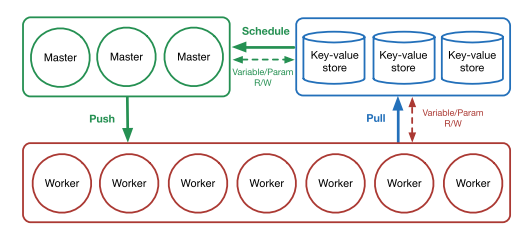 Schedule
Master
Master
Master
Variable/Param
R/W
Key-value
store
Key-value
store
Key-value
store
Push
Pull
Variable/Param
R/W
Worker
Worker
Worker
Worker
Worker
Worker
Worker